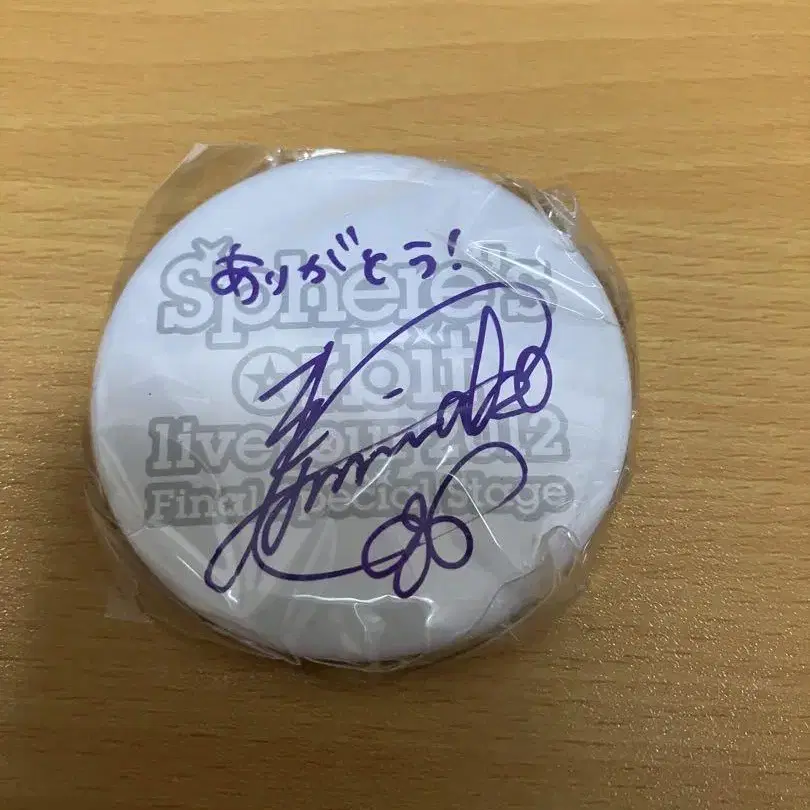 ありがとう!
Sphere's
orbit
live tour 2012
Final Special Stage